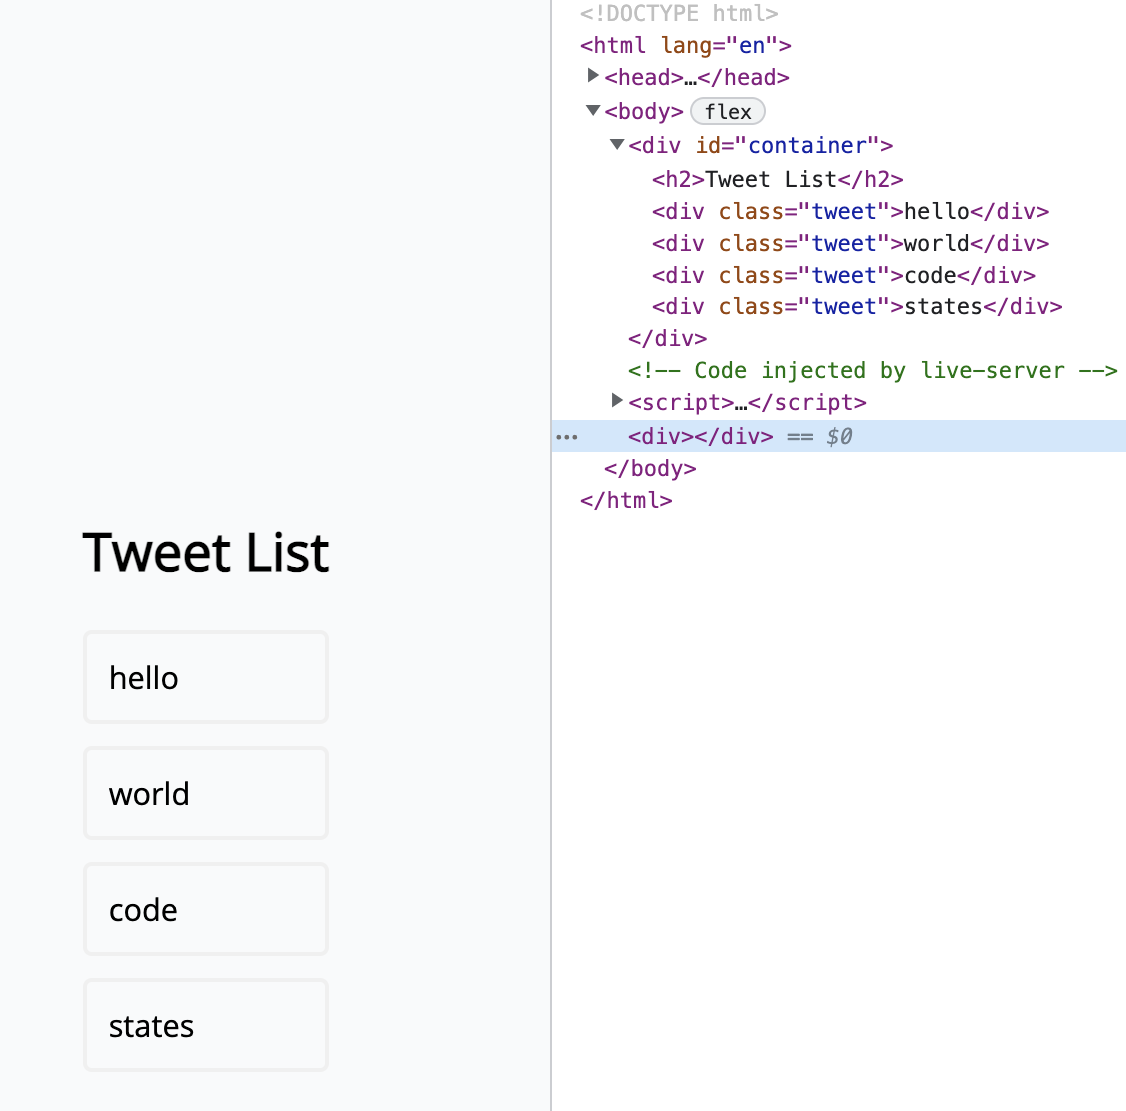 Tweet List
hello
world
code
states
<!DOCTYPE html>
<html lang="en">
<head>…</head>
<body> flex
<div id="container">
<h2>Tweet List</h2>
<div class="tweet">hello</div>
<div class="tweet">world</div>
<div class="tweet">code</div>
<div class="tweet">states</div>
</div>
<!-- Code injected by live-server -->
<script>…</script>
<div></div> == $0
</body>
</html>